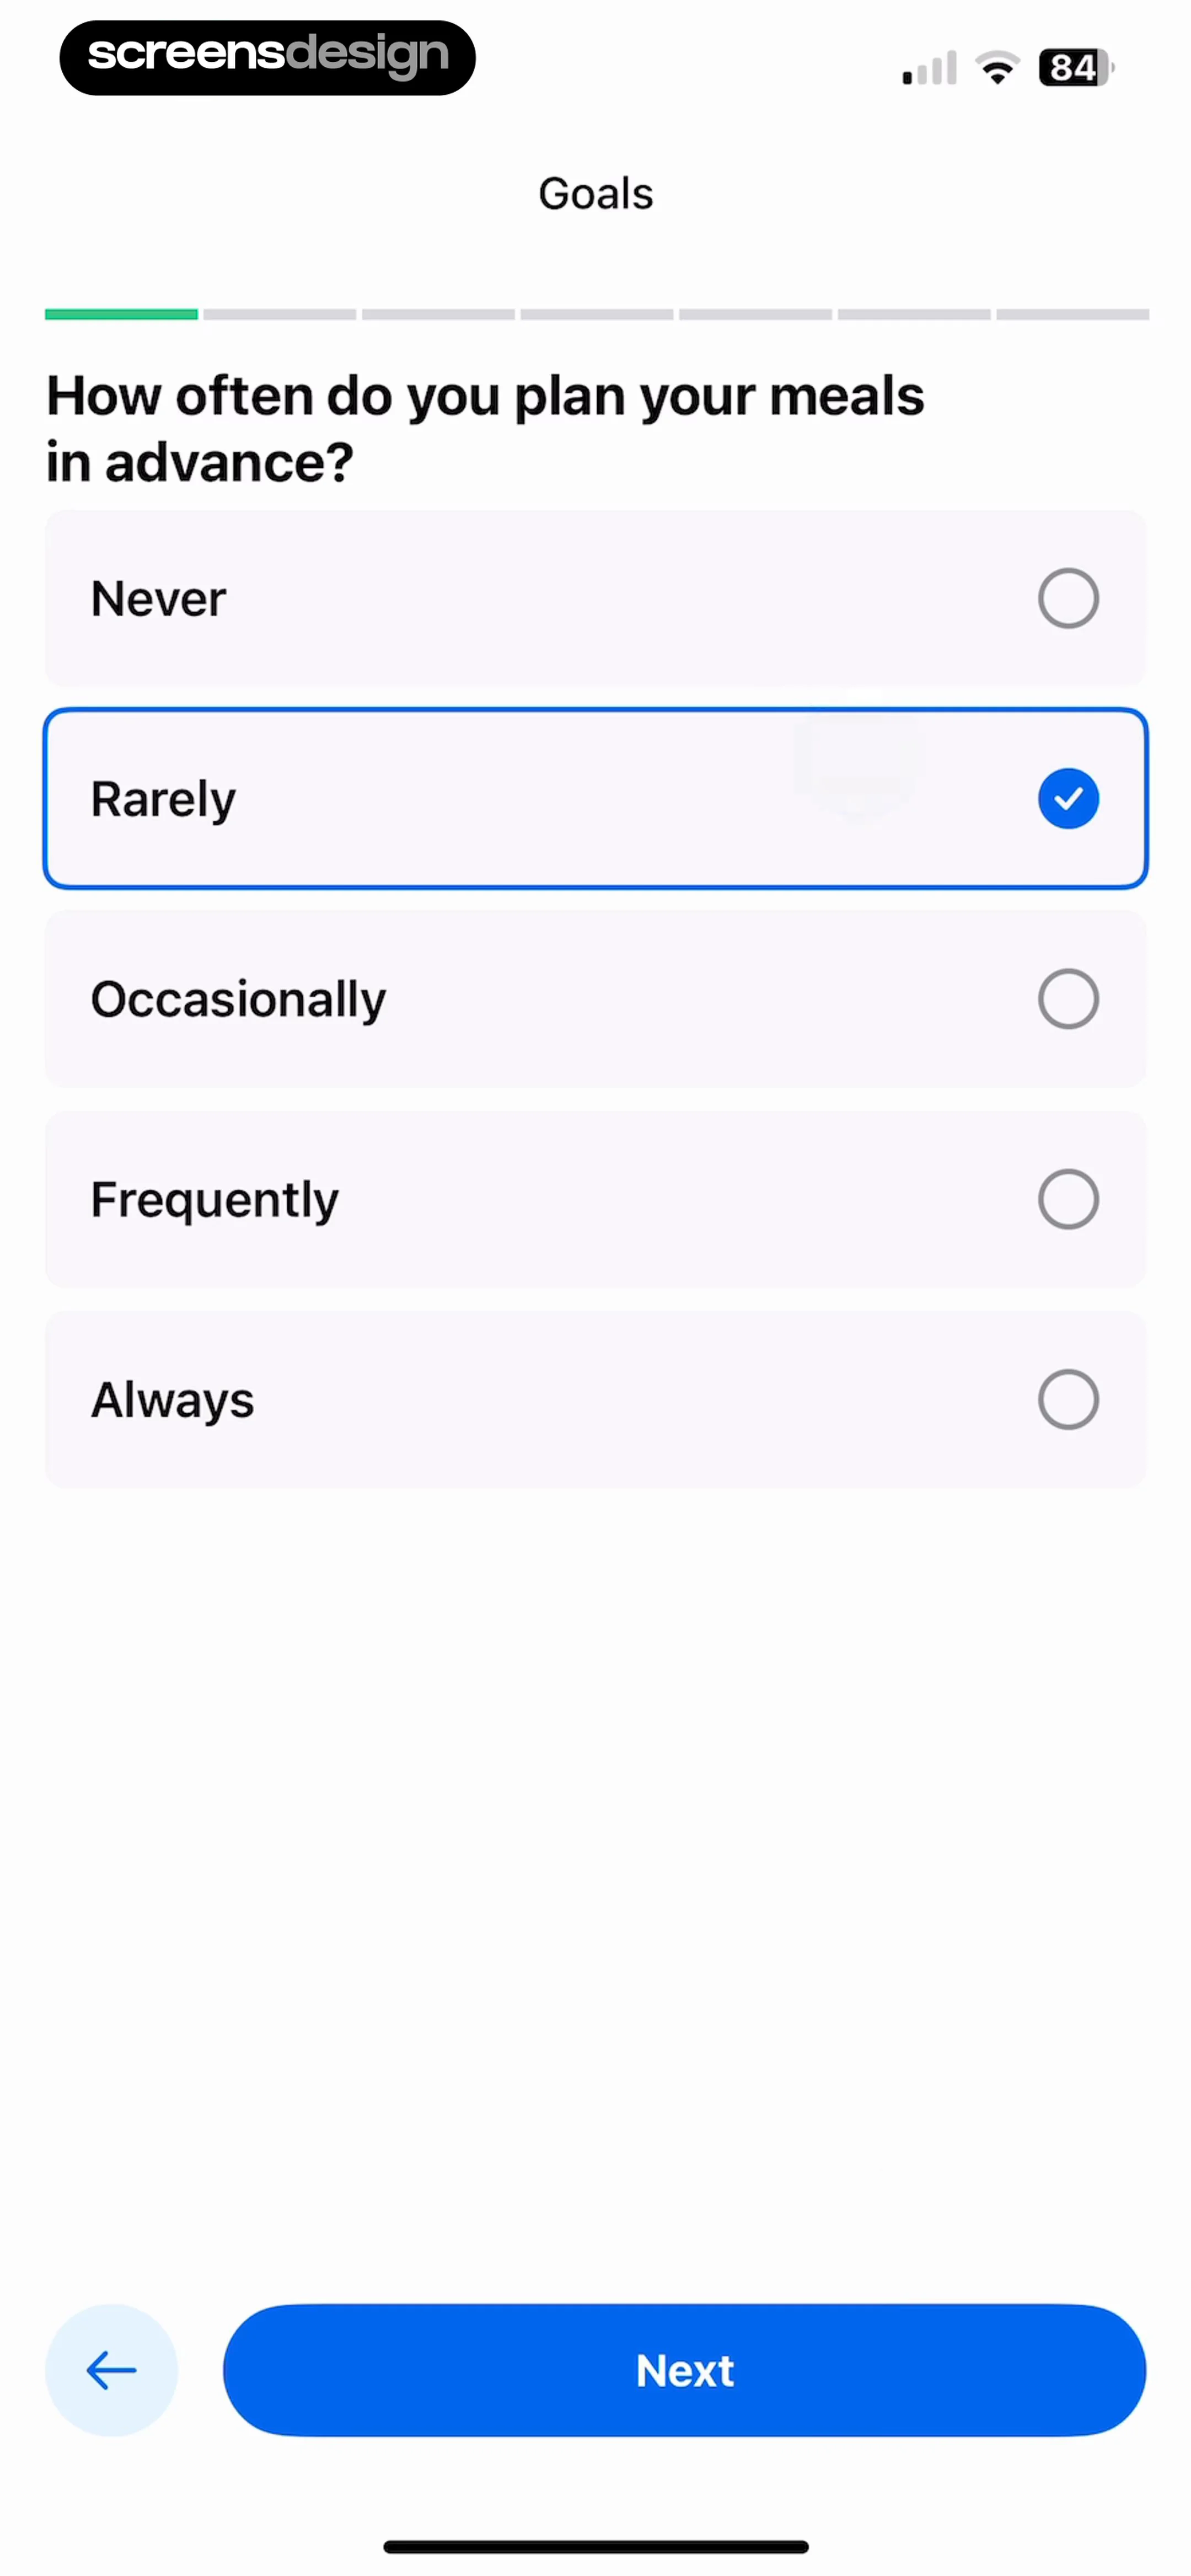 screensdesign
84
Goals
How often do you plan your meals
in advance?
Never
Rarely
Occasionally
Frequently
Always
Next